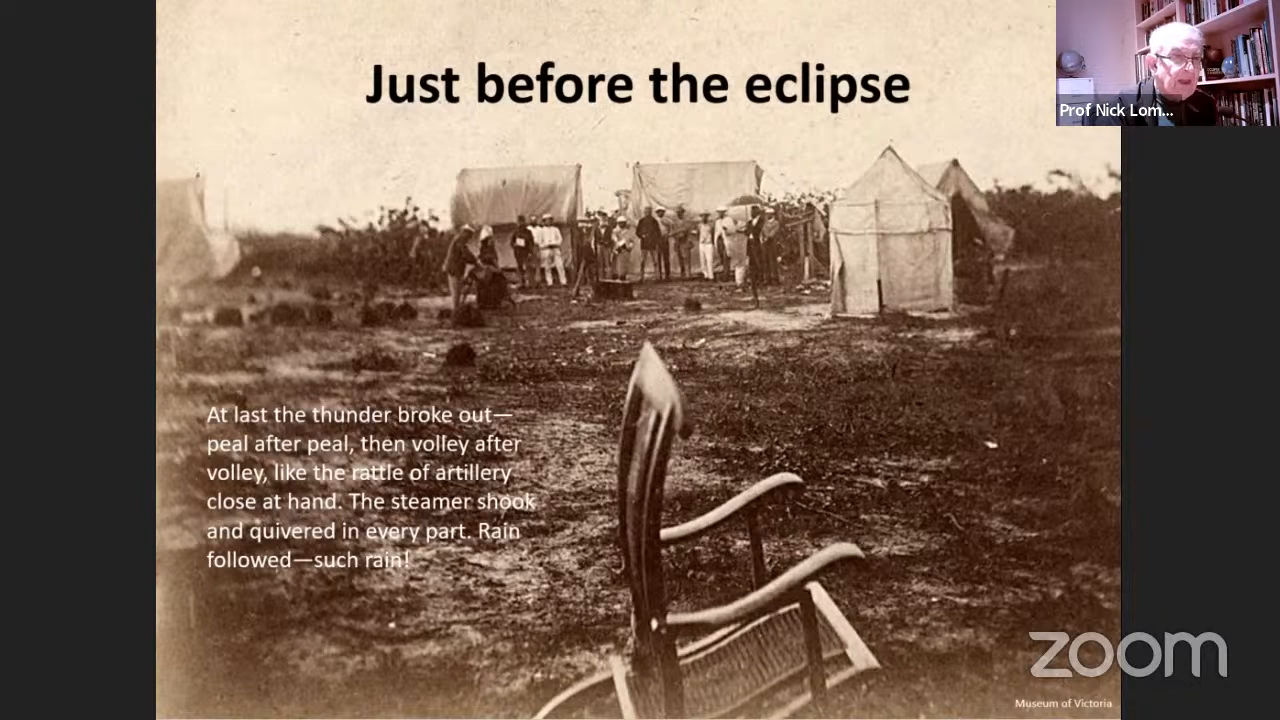 Just before the eclipse
Prof Nick Lom...
At last the thunder broke out—
peal after peal, then volley after
volley, like the rattle of artillery
close at hand. The steamer shook
and quivered in every part. Rain
followed—such rain!
zoom
Museum of Victoria